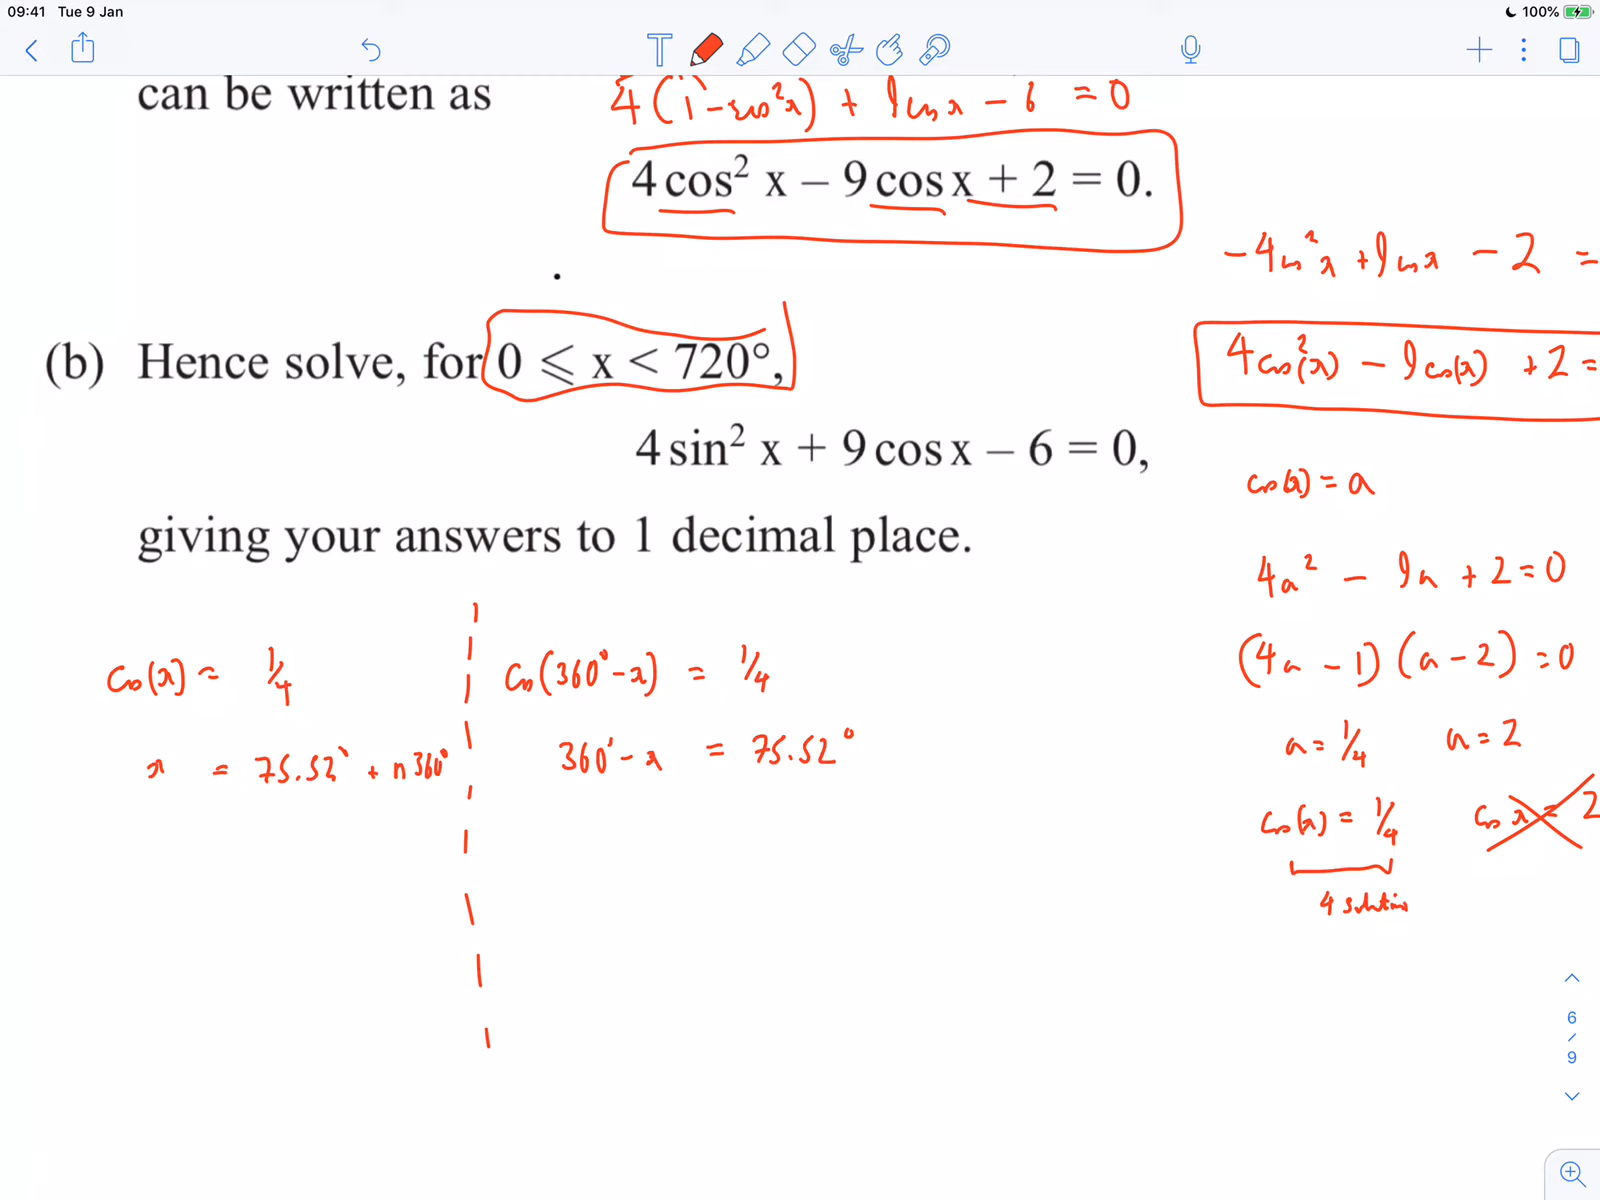 09:41 Tue 9 Jan 100%
can be written as
4(1-cos²x) + 9cosx - 6 = 0
4 cos² x – 9 cos x + 2 = 0.
-4cos²x + 9cosx - 2 =
(b) Hence solve, for 0 ⩽ x < 720°,
4cos²(x) - 9cos(x) + 2 =
4 sin² x + 9 cos x – 6 = 0,
cos(x) = a
giving your answers to 1 decimal place.
4a² - 9a + 2 = 0
(4a - 1)(a - 2) = 0
cos(x) = 1/4
cos(360° - x) = 1/4
a = 1/4 a = 2
x = 75.52° + n360°
360° - x = 75.52°
cos(x) = 1/4 cos x = 2
4 solutions
6
/
9